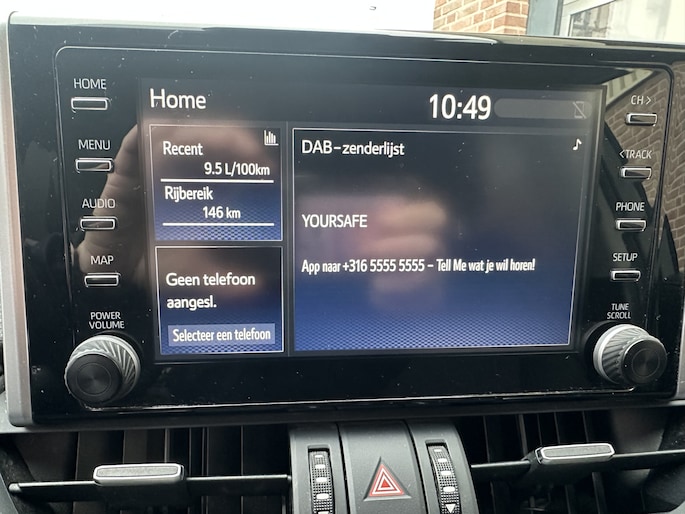 HOME
MENU
AUDIO
MAP
POWER
VOLUME
Home
10:49
Recent
9.5 L/100km
Rijbereik
146 km
Geen telefoon
aangesl.
Selecteer een telefoon
DAB-zenderlijst
YOURSAFE
App naar +316 5555 5555 – Tell Me wat je wil horen!
CH >
<TRACK
PHONE
SETUP
TUNE
SCROLL